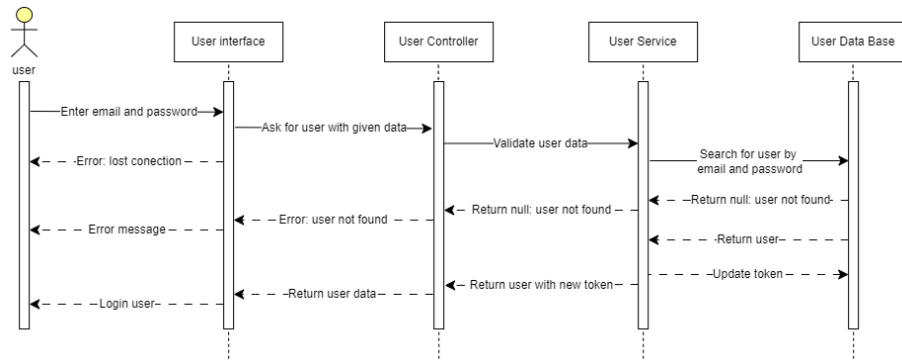 User interface
User Controller
User Service
User Data Base
user
Enter email and password
Ask for user with given data
Validate user data
Error: lost conection
Search for user by
email and password
Return null: user not found
Return null: user not found
Error: user not found
Error message
Return user
Update token
Return user with new token
Return user data
Login user